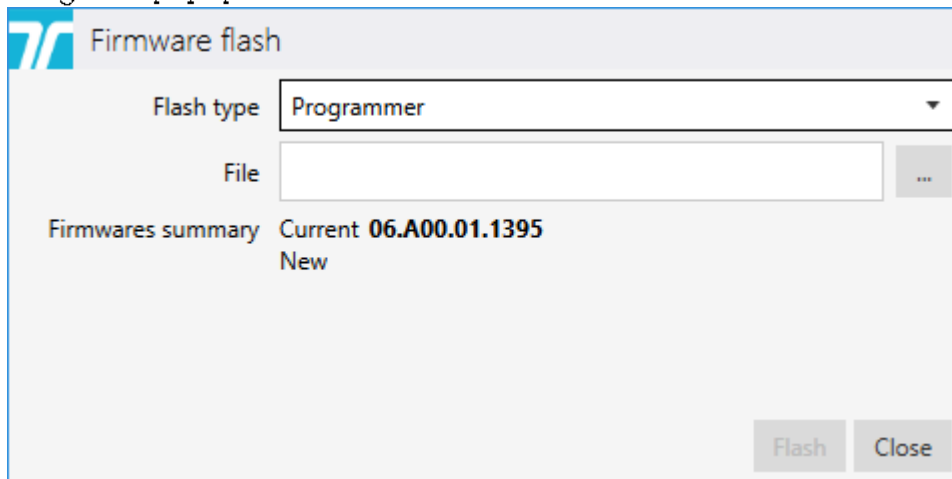 Firmware flash
Flash type Programmer
File ...
Firmwares summary Current 06.A00.01.1395
New
Flash Close